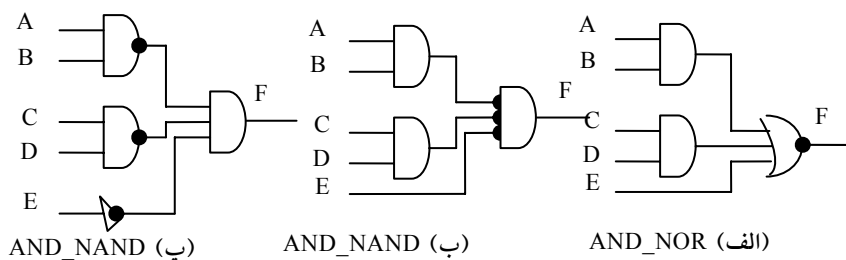 A
B
C
D
E
F
AND_NAND (پ)
A
B
C
D
E
F
AND_NAND (ب)
A
B
C
D
E
F
AND_NOR (الف)